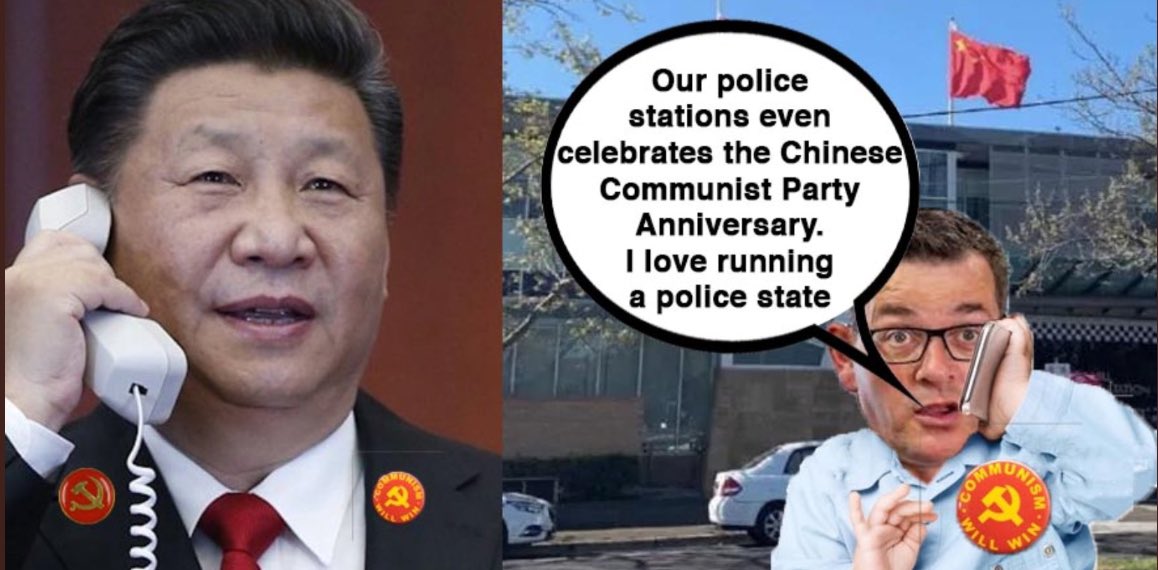 Our police
stations even
celebrates the Chinese
Communist Party
Anniversary.
I love running
a police state
COMMUNISM
WILL WIN
COMMUNISM
WILL WIN